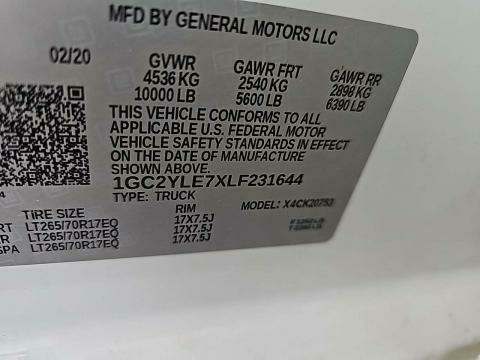 MFD BY GENERAL MOTORS LLC
02/20
GVWR GAWR FRT GAWR RR
4536 KG 2540 KG 2898 KG
10000 LB 5600 LB 6390 LB
THIS VEHICLE CONFORMS TO ALL
APPLICABLE U.S. FEDERAL MOTOR
VEHICLE SAFETY STANDARDS IN EFFECT
ON THE DATE OF MANUFACTURE
SHOWN ABOVE.
1GC2YLE7XLF231644
TYPE: TRUCK MODEL: X4CK20753
TIRE SIZE RIM
RT LT265/70R17EQ 17X7.5J
RR LT265/70R17EQ 17X7.5J
SPA LT265/70R17EQ 17X7.5J